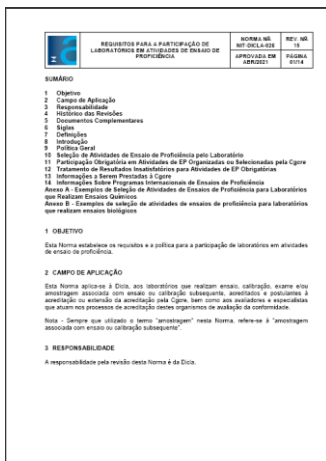 REQUISITOS PARA A PARTICIPAÇÃO DE
LABORATÓRIOS EM ATIVIDADES DE ENSAIO DE
PROFICIÊNCIA
NORMA Nº
NIT-DICLA-026
REV. Nº
15
APROVADA EM
ABR/2021
PÁGINA
01/14
SUMÁRIO
1 Objetivo
2 Campo de Aplicação
3 Responsabilidade
4 Histórico das Revisões
5 Documentos Complementares
6 Siglas
7 Definições
8 Introdução
9 Política Geral
10 Seleção de Atividades de Ensaio de Proficiência pelo Laboratório
11 Participação Obrigatória em Atividades de EP Organizadas ou Selecionadas pela Cgcre
12 Tratamento de Resultados Insatisfatórios para Atividades de EP Obrigatórias
13 Informações a Serem Prestadas à Cgcre
14 Informações Sobre Programas Internacionais de Ensaios de Proficiência
Anexo A - Exemplos de Seleção de Atividades de Ensaio de Proficiência para Laboratórios
que Realizam Ensaios Químicos
Anexo B - Exemplos de seleção de atividades de ensaio de proficiência para laboratórios
que realizam ensaios biológicos
1 OBJETIVO
Esta Norma estabelece os requisitos e a política para a participação de laboratórios em atividades
de ensaio de proficiência.
2 CAMPO DE APLICAÇÃO
Esta Norma aplica-se à Dicla, aos laboratórios que realizam ensaio, calibração, exame e/ou
amostragem associada com ensaio ou calibração subsequente, acreditados e postulantes à
acreditação ou extensão da acreditação pela Cgcre, bem como aos avaliadores e especialistas
que atuam nos processos de acreditação destes organismos de avaliação da conformidade.
Nota - Sempre que utilizado o termo "amostragem" nesta Norma, refere-se à "amostragem
associada com ensaio ou calibração subsequente".
3 RESPONSABILIDADE
A responsabilidade pela revisão desta Norma é da Dicla.